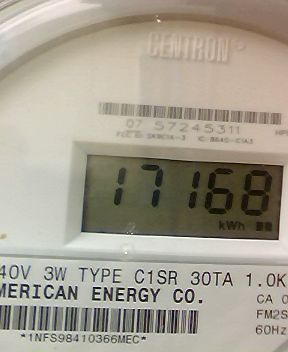 CENTRON®
07 57245311
17168
kWh
40V 3W TYPE C1SR 30TA 1.0K
MERICAN ENERGY CO.
CA 0
FM2S
60Hz
*1NFS98410366MEC*